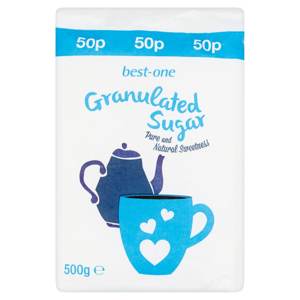 50p 50p 50p
best-one
Granulated
Sugar
Pure and
Natural Sweetness
500g ℮